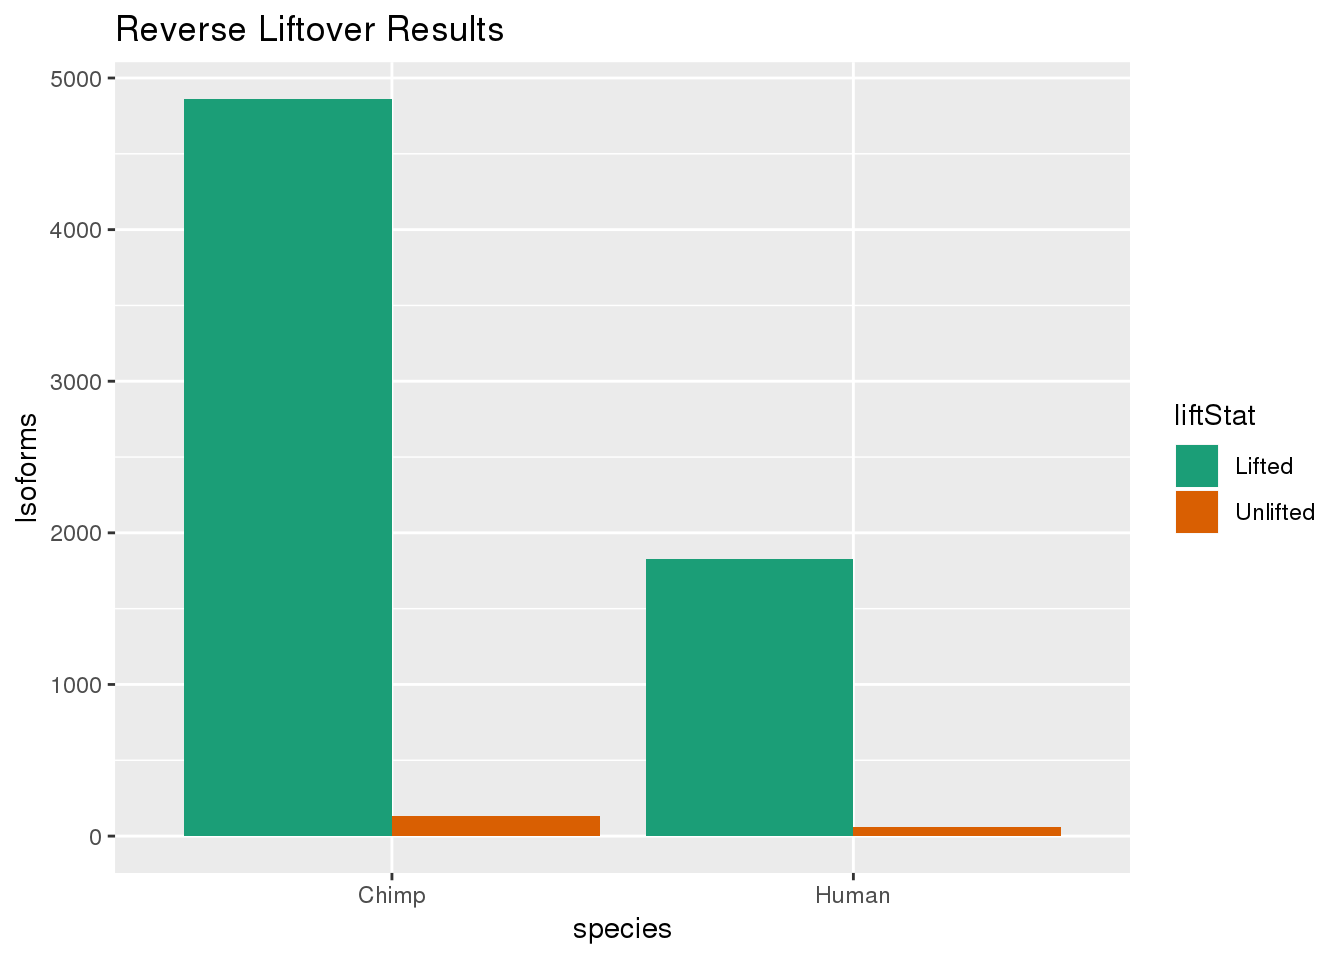 Reverse Liftover Results
5000
4000
3000
2000
1000
0
Isoforms
Chimp
Human
species
liftStat
Lifted
Unlifted